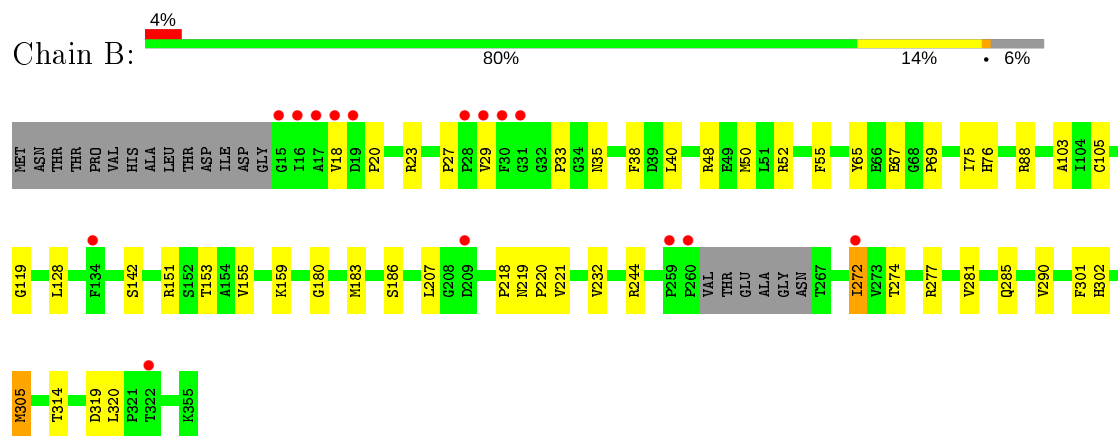 4%
Chain B:
80% 14% • 6%
MET ASN THR THR PRO VAL HIS ALA LEU THR ASP ILE ASP GLY G15 I16 A17 V18 D19 P20 R23 P27 P28 V29 F30 G31 G32 P33 G34 N35 F38 D39 L40 R48 E49 M50 L51 R52 F55 Y65 E66 E67 G68 P69 I75 H76 R88 A103 I104 C105
G119 L128 F134 S142 R151 S152 T153 A154 V155 K159 G180 M183 S186 L207 G208 D209 P218 N219 P220 V221 V232 R244 P259 P260 VAL THR GLU ALA GLY ASN T267 I272 V273 T274 R277 V281 Q285 V290 F301 H302
M305 T314 D319 L320 P321 T322 K355